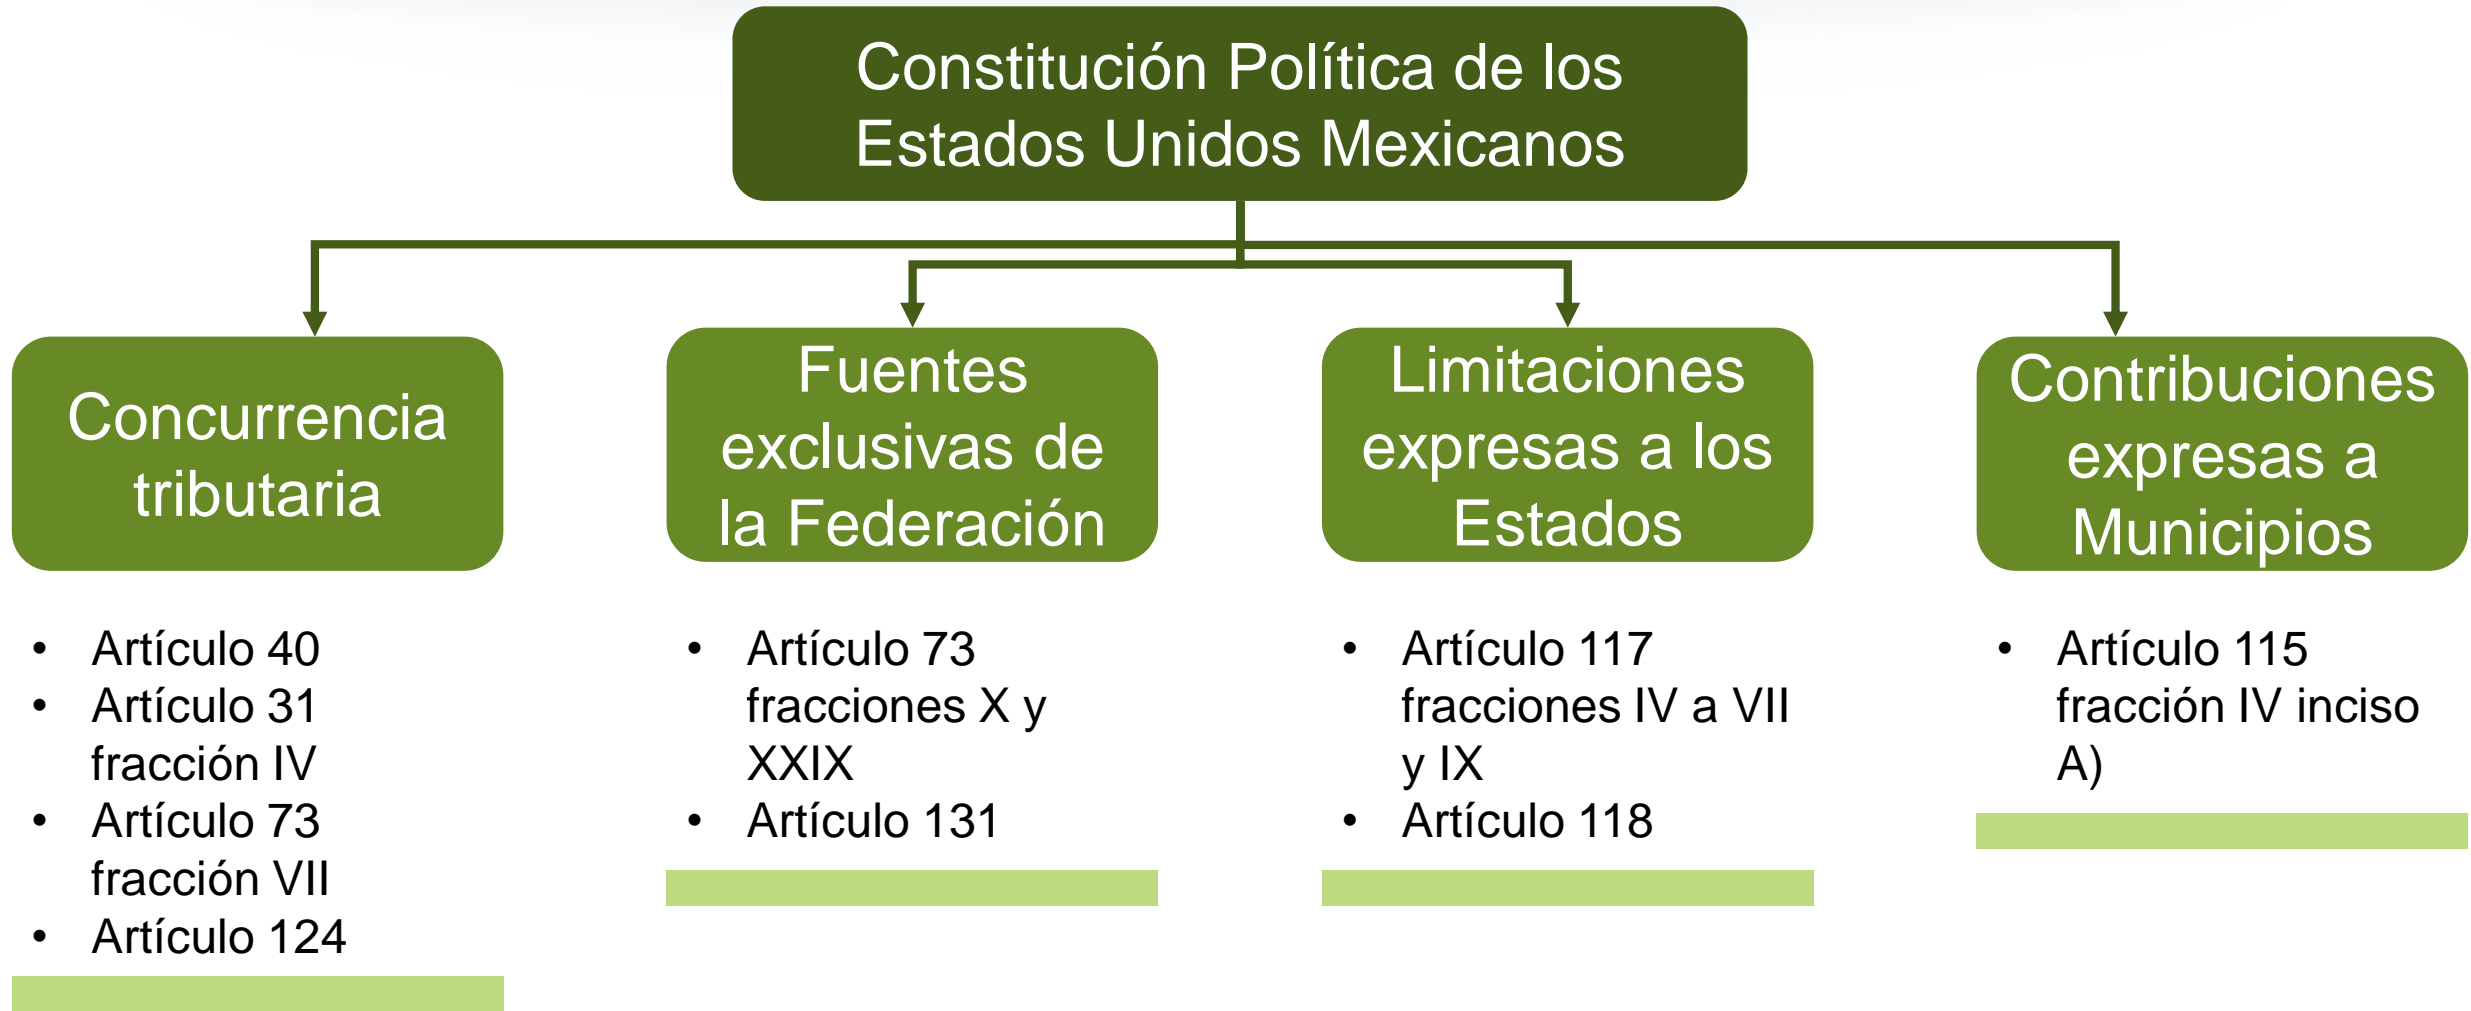 Constitución Política de los
Estados Unidos Mexicanos
Concurrencia
tributaria
• Artículo 40
• Artículo 31
fracción IV
• Artículo 73
fracción VII
• Artículo 124
Fuentes
exclusivas de
la Federación
• Artículo 73
fracciones X y
XXIX
• Artículo 131
Limitaciones
expresas a los
Estados
• Artículo 117
fracciones IV a VII
y IX
• Artículo 118
Contribuciones
expresas a
Municipios
• Artículo 115
fracción IV inciso
A)